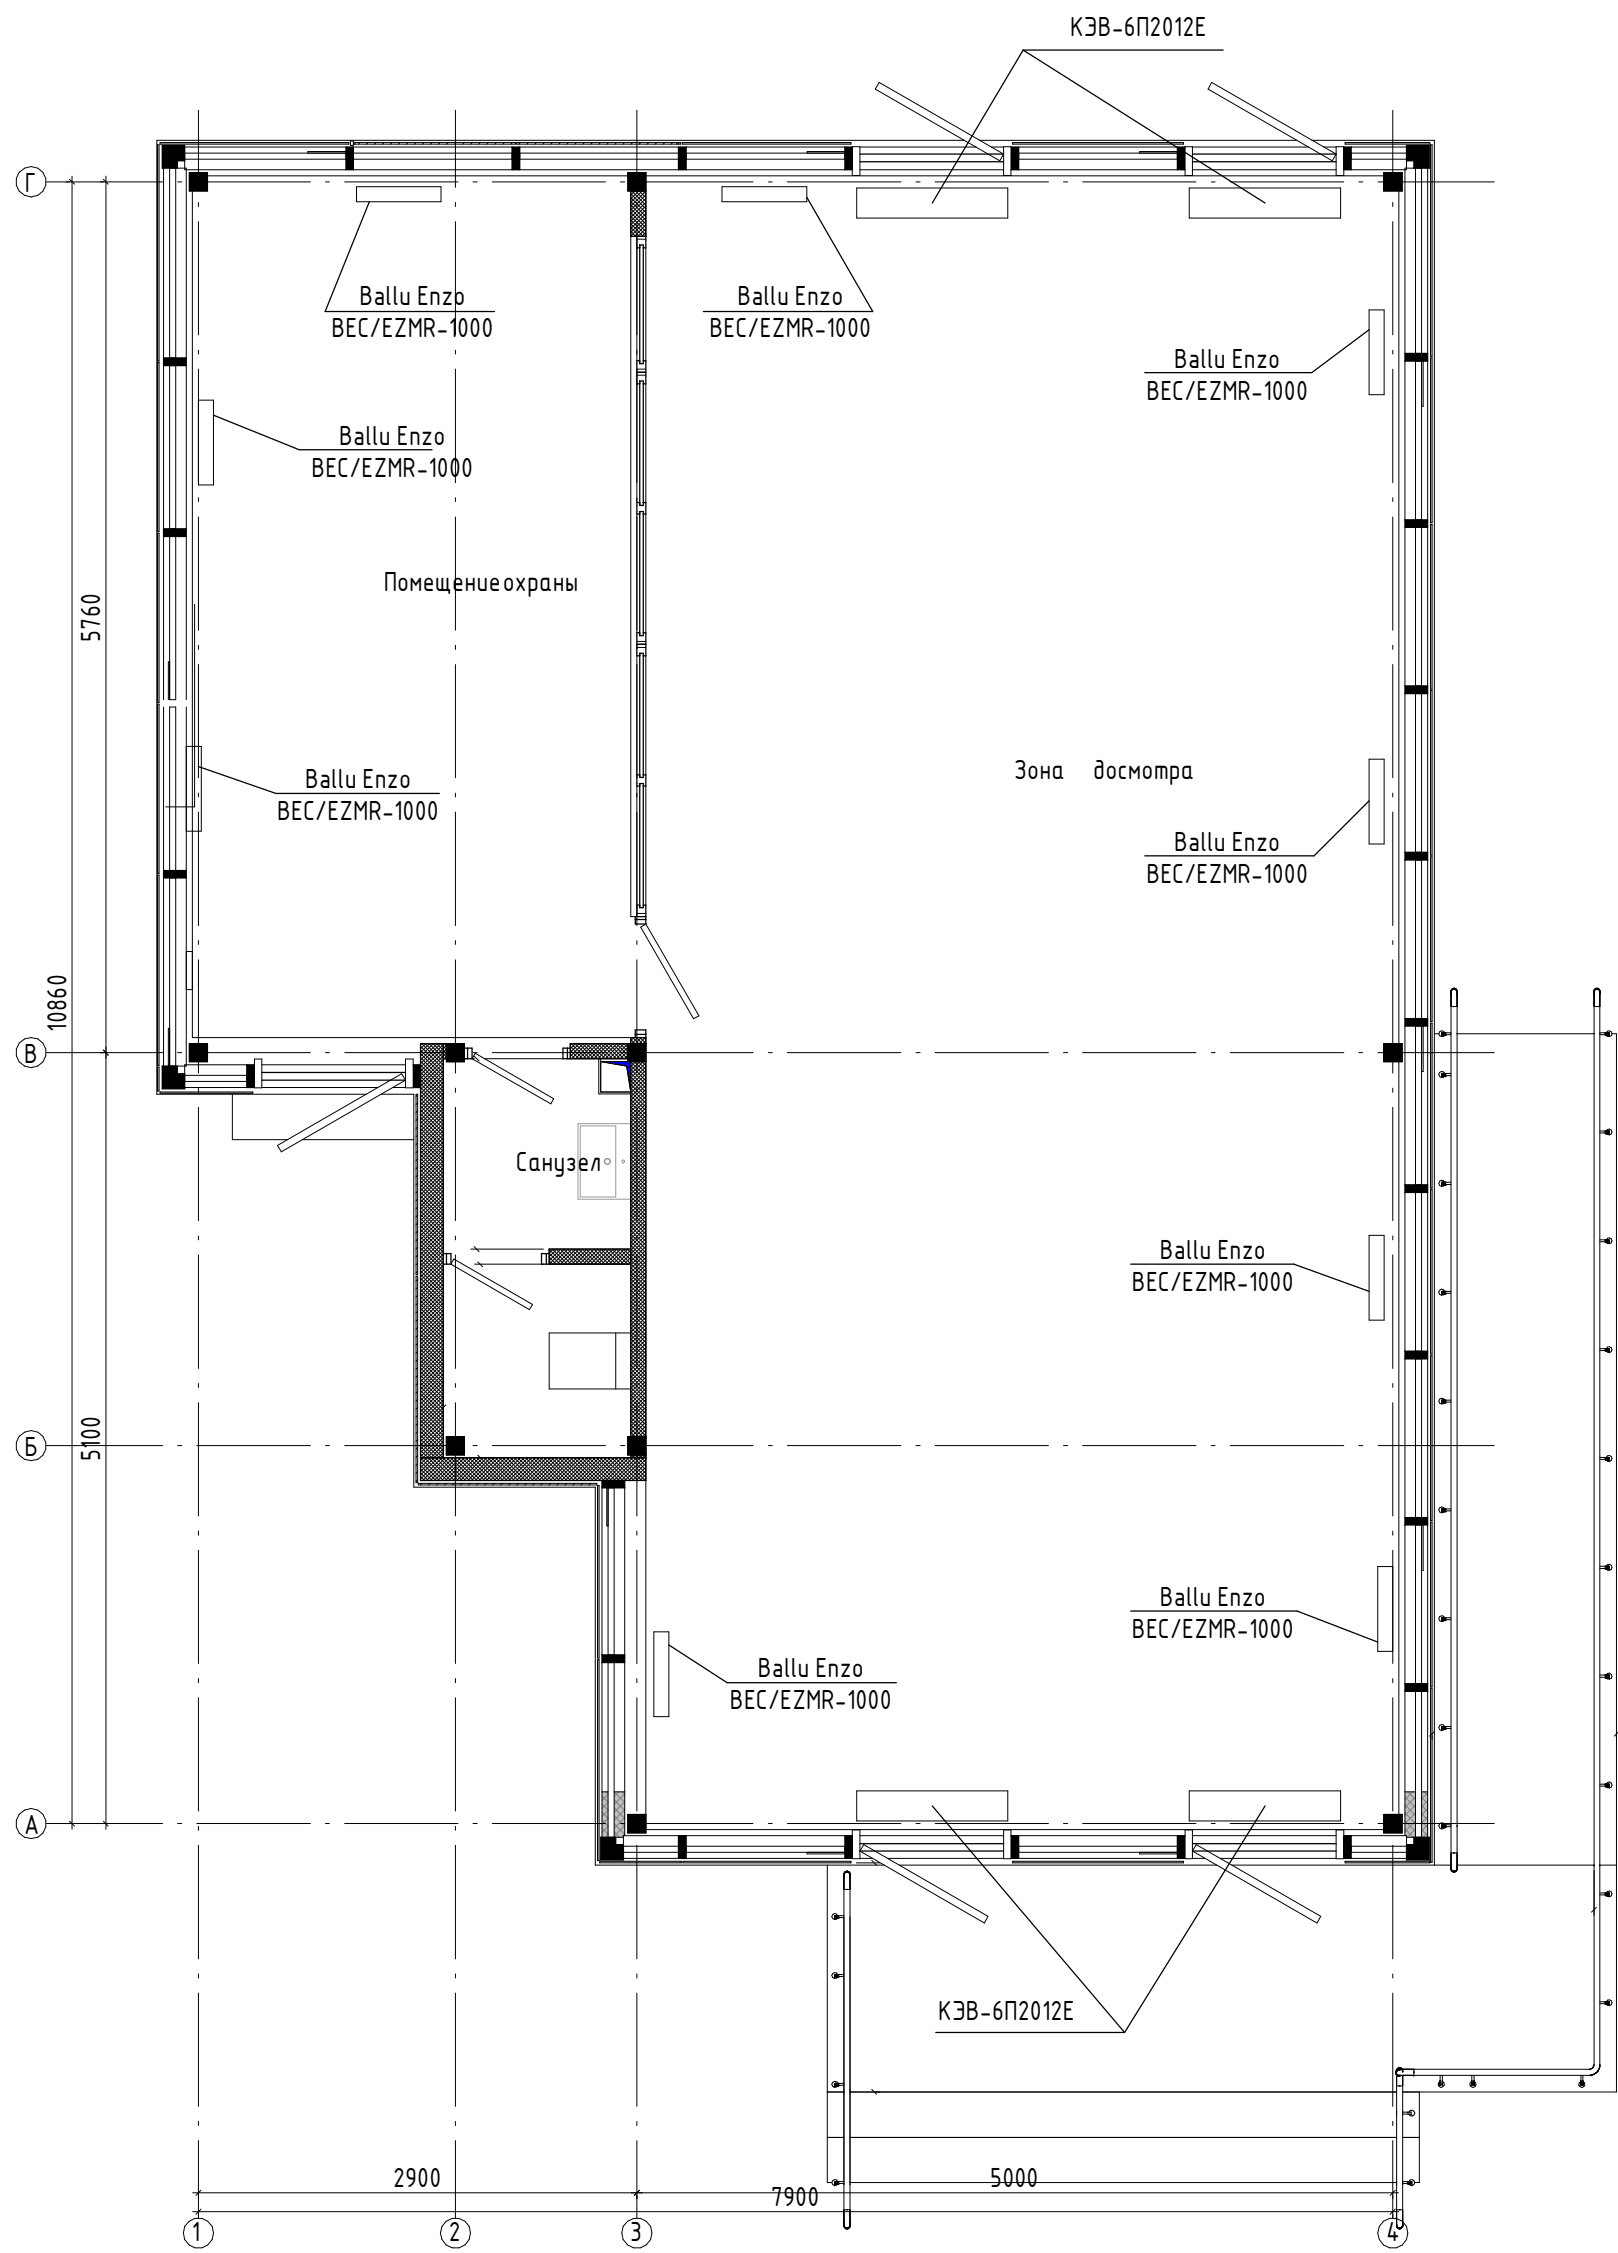 КЭВ-6П2012Е
Г
Ballu Enzo
BEC/EZMR-1000
Ballu Enzo
BEC/EZMR-1000
Ballu Enzo
BEC/EZMR-1000
Ballu Enzo
BEC/EZMR-1000
Помещение охраны
5760
Зона досмотра
Ballu Enzo
BEC/EZMR-1000
Ballu Enzo
BEC/EZMR-1000
10860
В
Санузел
Ballu Enzo
BEC/EZMR-1000
5100
Б
Ballu Enzo
BEC/EZMR-1000
Ballu Enzo
BEC/EZMR-1000
А
КЭВ-6П2012Е
2900
5000
7900
1
2
3
4